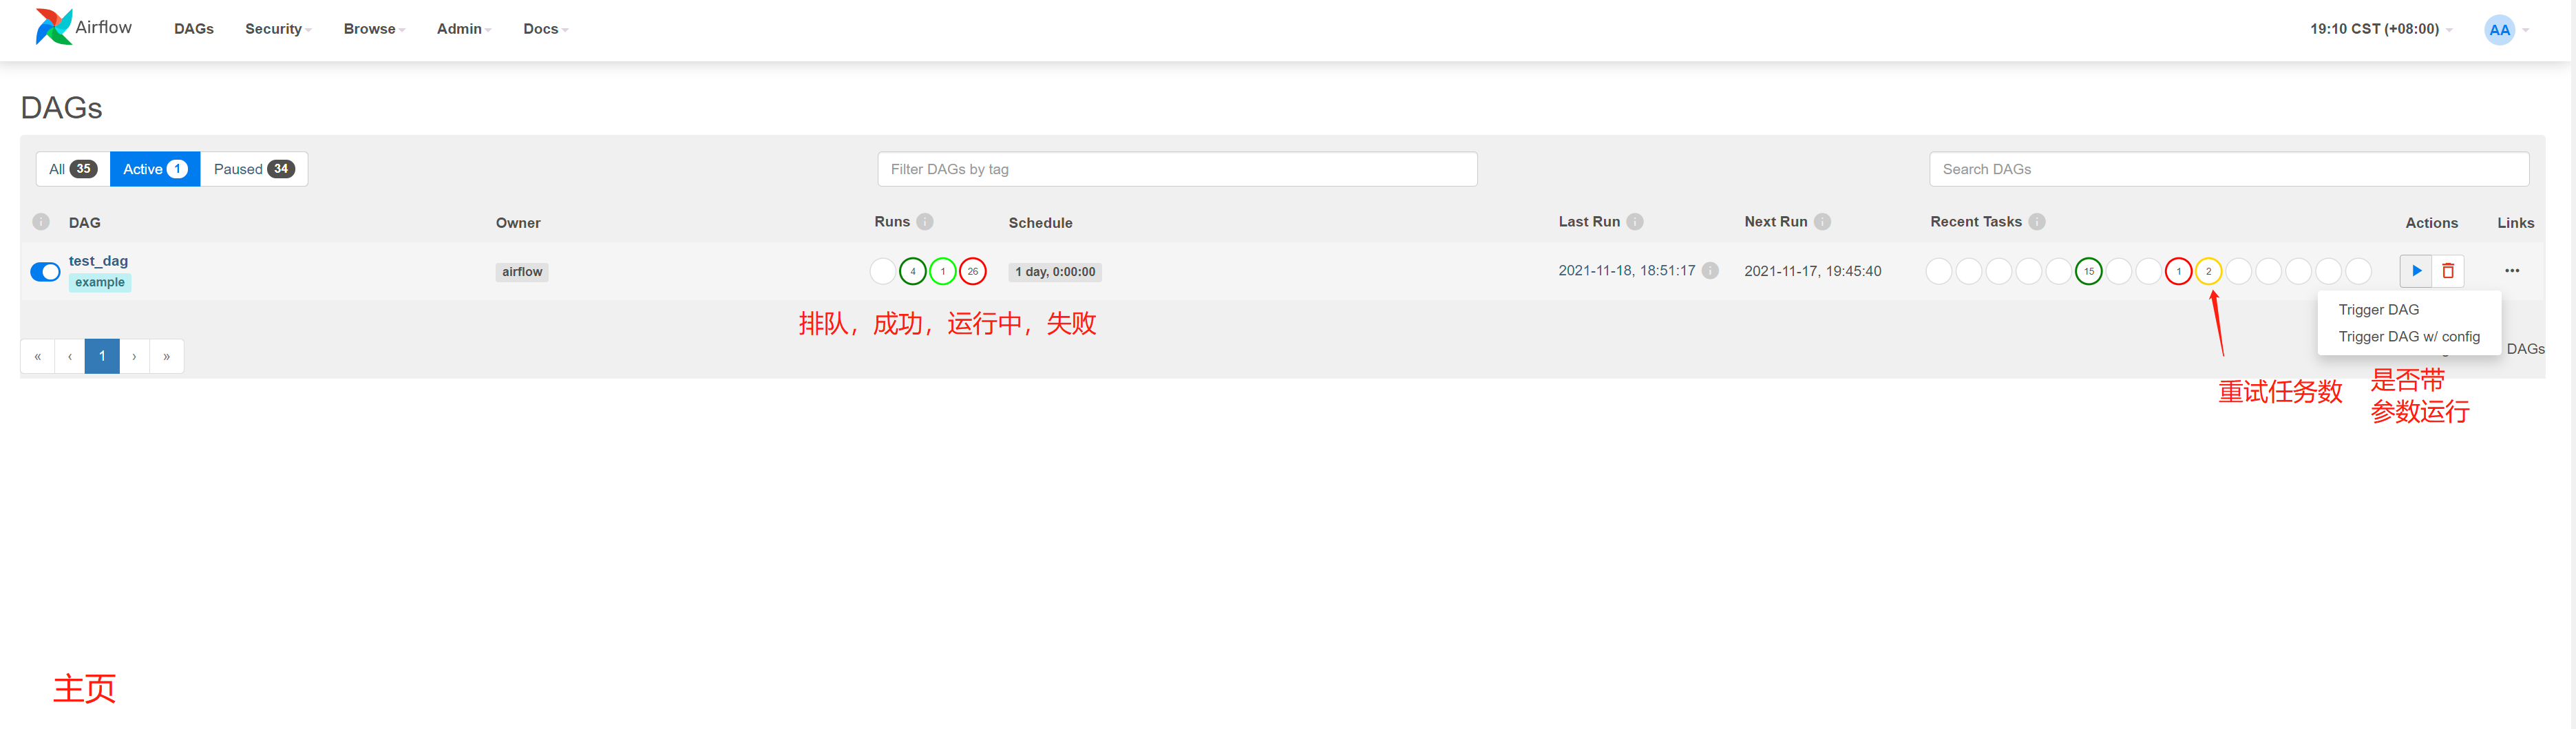 Airflow DAGs Security Browse Admin Docs 19:10 CST (+08:00) AA
DAGs
All 35 Active 1 Paused 34 Filter DAGs by tag Search DAGs
DAG Owner Runs Schedule Last Run Next Run Recent Tasks Actions Links
test_dag
example airflow 4 1 26 1 day, 0:00:00 2021-11-18, 18:51:17 2021-11-17, 19:45:40 15 1 2
Trigger DAG
排队，成功，运行中，失败
Trigger DAG w/ config
« ‹ 1 › » DAGs
重试任务数
是否带
参数运行
主页